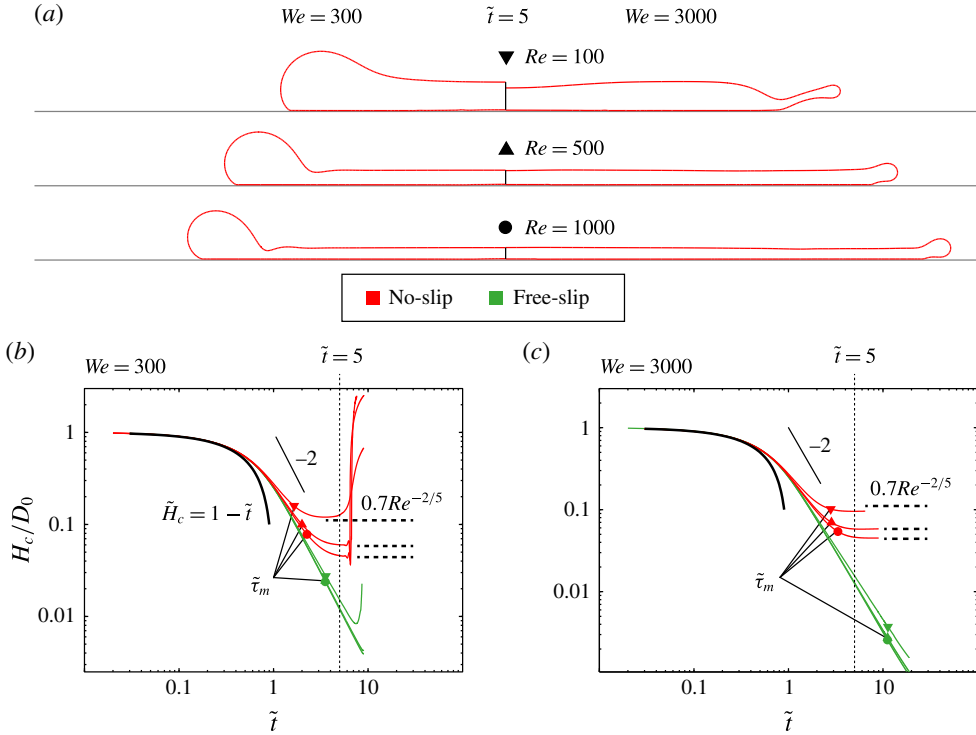 (a)
We = 300
t̃ = 5
We = 3000
Re = 100
Re = 500
Re = 1000
No-slip
Free-slip
(b)
We = 300
t̃ = 5
H_c/D_0
1
0.1
0.01
–2
H̃_c = 1 – t̃
0.7Re^{–2/5}
τ̃_m
0.1
1
10
t̃
(c)
We = 3000
t̃ = 5
1
0.1
0.01
–2
0.7Re^{–2/5}
τ̃_m
0.1
1
10
t̃